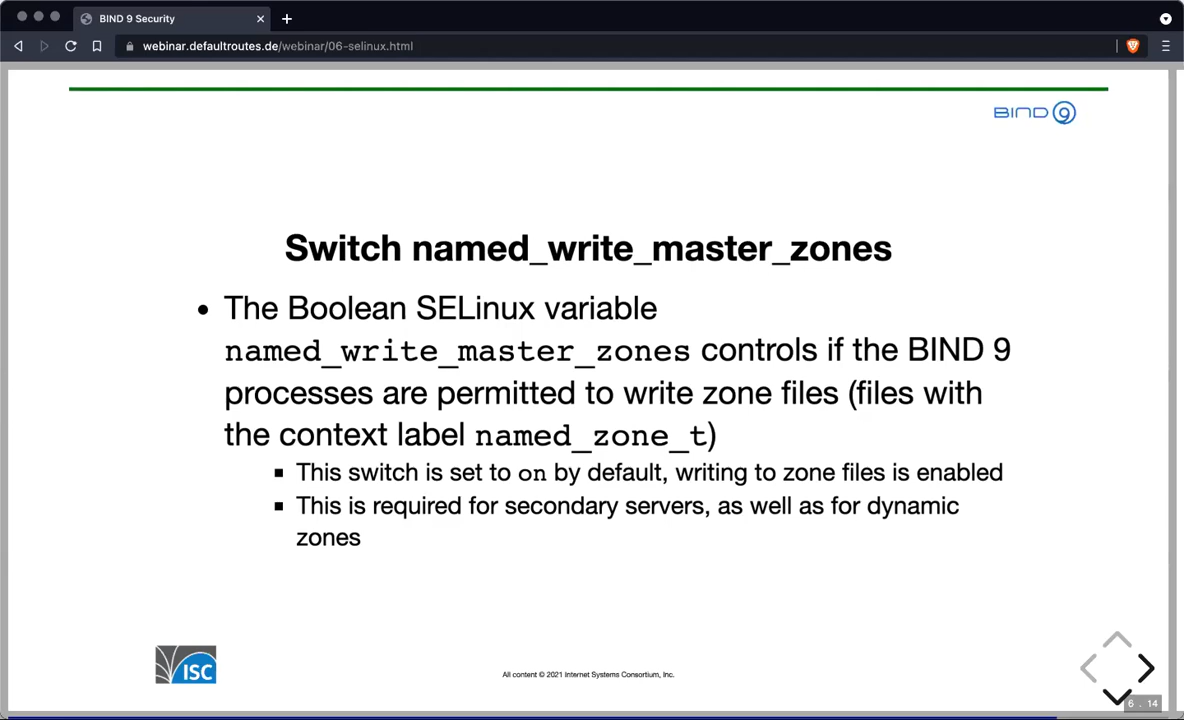 BIND 9 Security
webinar.defaultroutes.de/webinar/06-selinux.html
BIND 9
Switch named_write_master_zones
• The Boolean SELinux variable
named_write_master_zones controls if the BIND 9
processes are permitted to write zone files (files with
the context label named_zone_t)
▪ This switch is set to on by default, writing to zone files is enabled
▪ This is required for secondary servers, as well as for dynamic
zones
ISC
All content © 2021 Internet Systems Consortium, Inc.
6 . 14